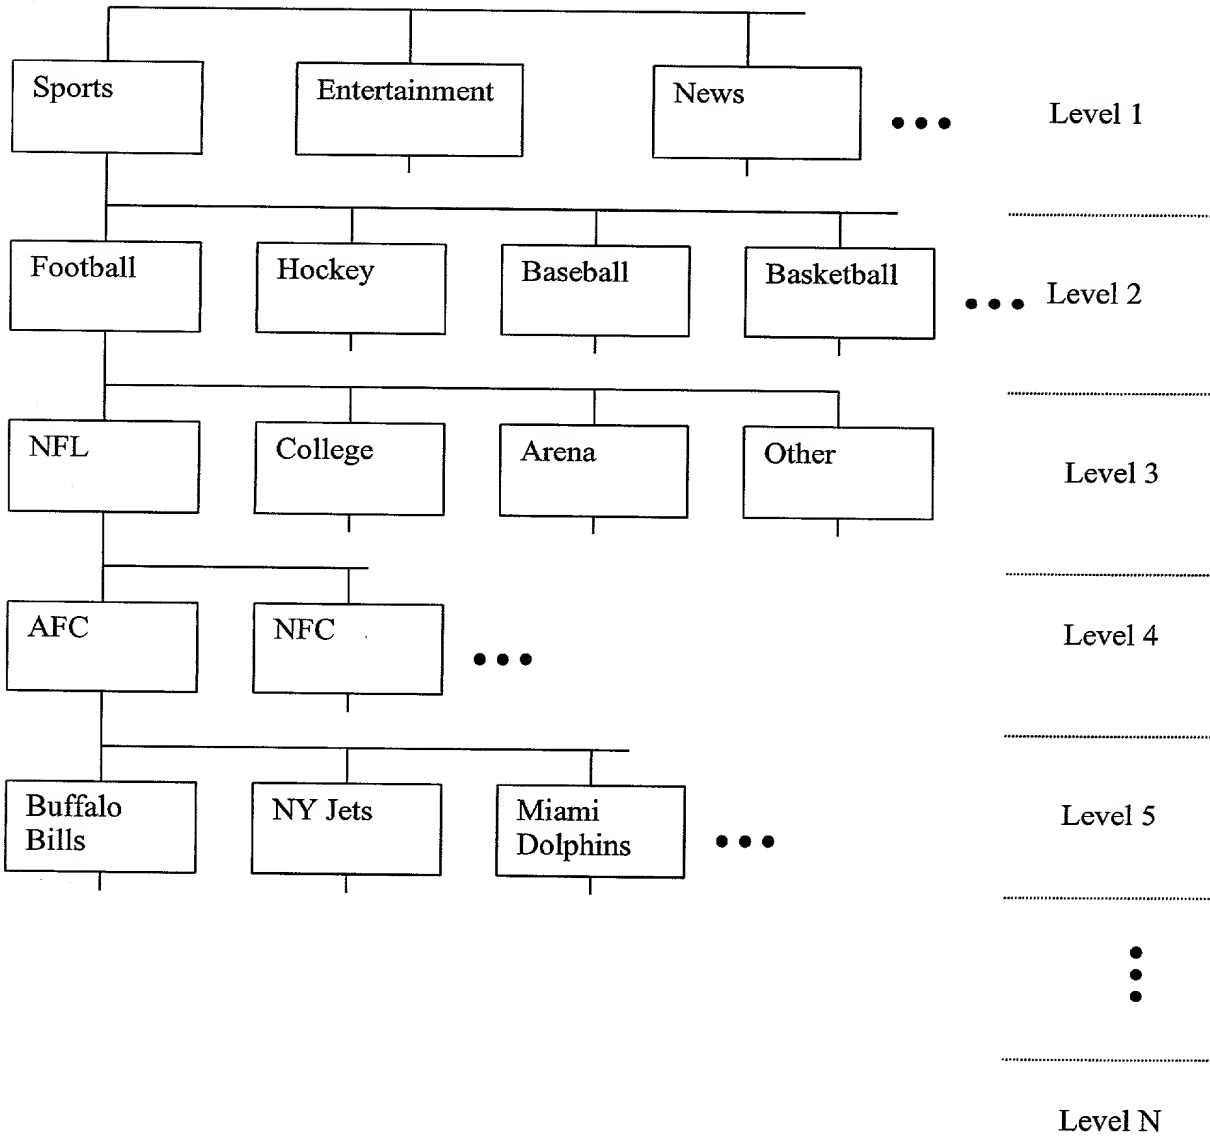 Sports
Entertainment
News
Level 1
Football
Hockey
Baseball
Basketball
Level 2
NFL
College
Arena
Other
Level 3
AFC
NFC
Level 4
Buffalo
Bills
NY Jets
Miami
Dolphins
Level 5
Level N